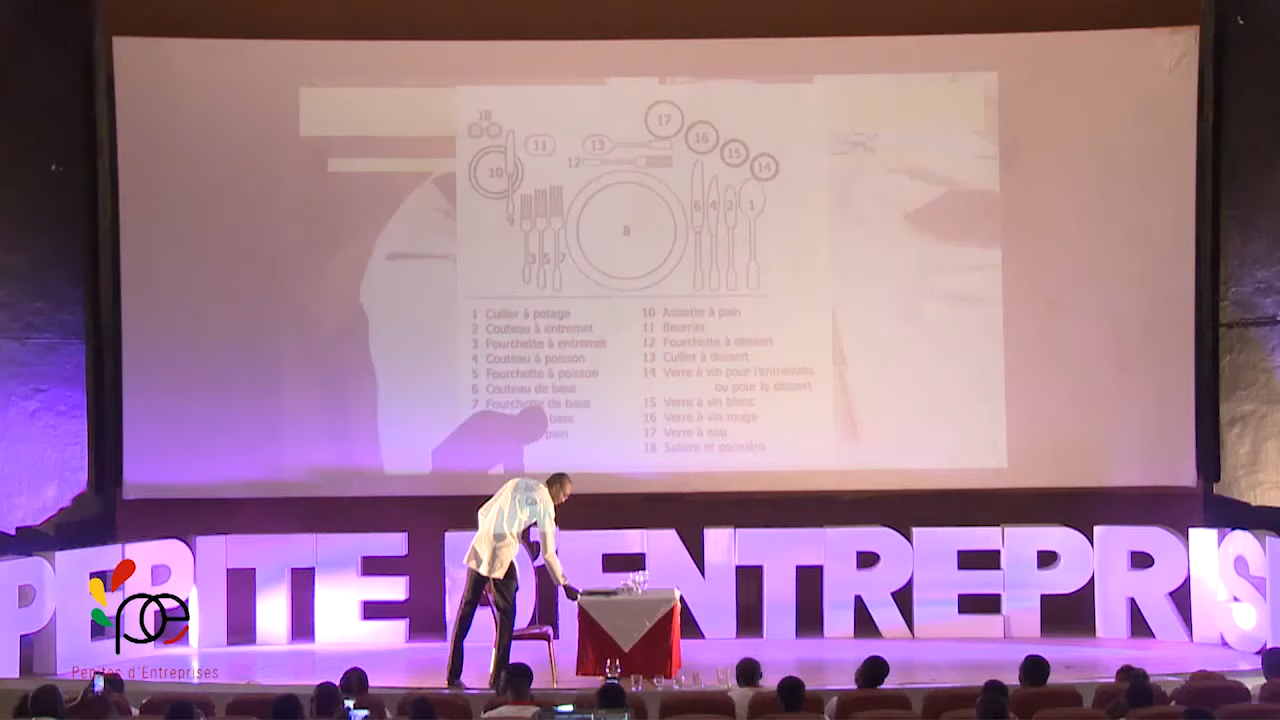 18
17
16
15
14
11
13
12
10
6 4 2 1
8
3 5 7
1 Cuiller à potage
2 Couteau à entremet
3 Fourchette à entremet
4 Couteau à poisson
5 Fourchette à poisson
6 Couteau de base
7 Fourchette de base
base
pain
10 Assiette à pain
11 Beurrier
12 Fourchette à dessert
13 Cuiller à dessert
14 Verre à vin pour l'entremets
ou pour le dessert
15 Verre à vin blanc
16 Verre à vin rouge
17 Verre à eau
18 Salière et poivrière
PEPITE D'ENTREPRIS
pe
Pepites d'Entreprises